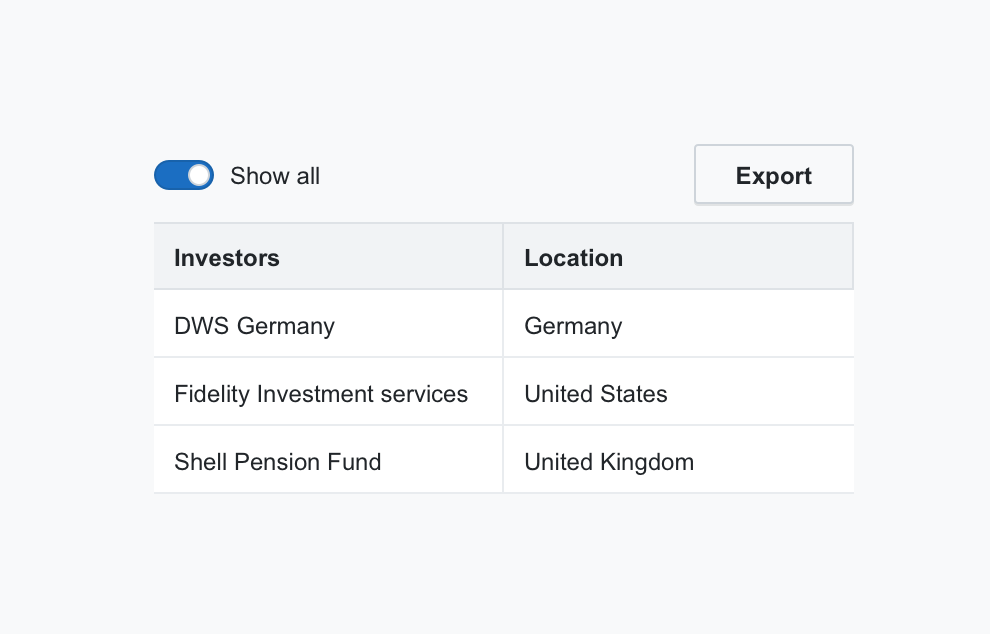 Show all
Export
Investors Location
DWS Germany Germany
Fidelity Investment services United States
Shell Pension Fund United Kingdom